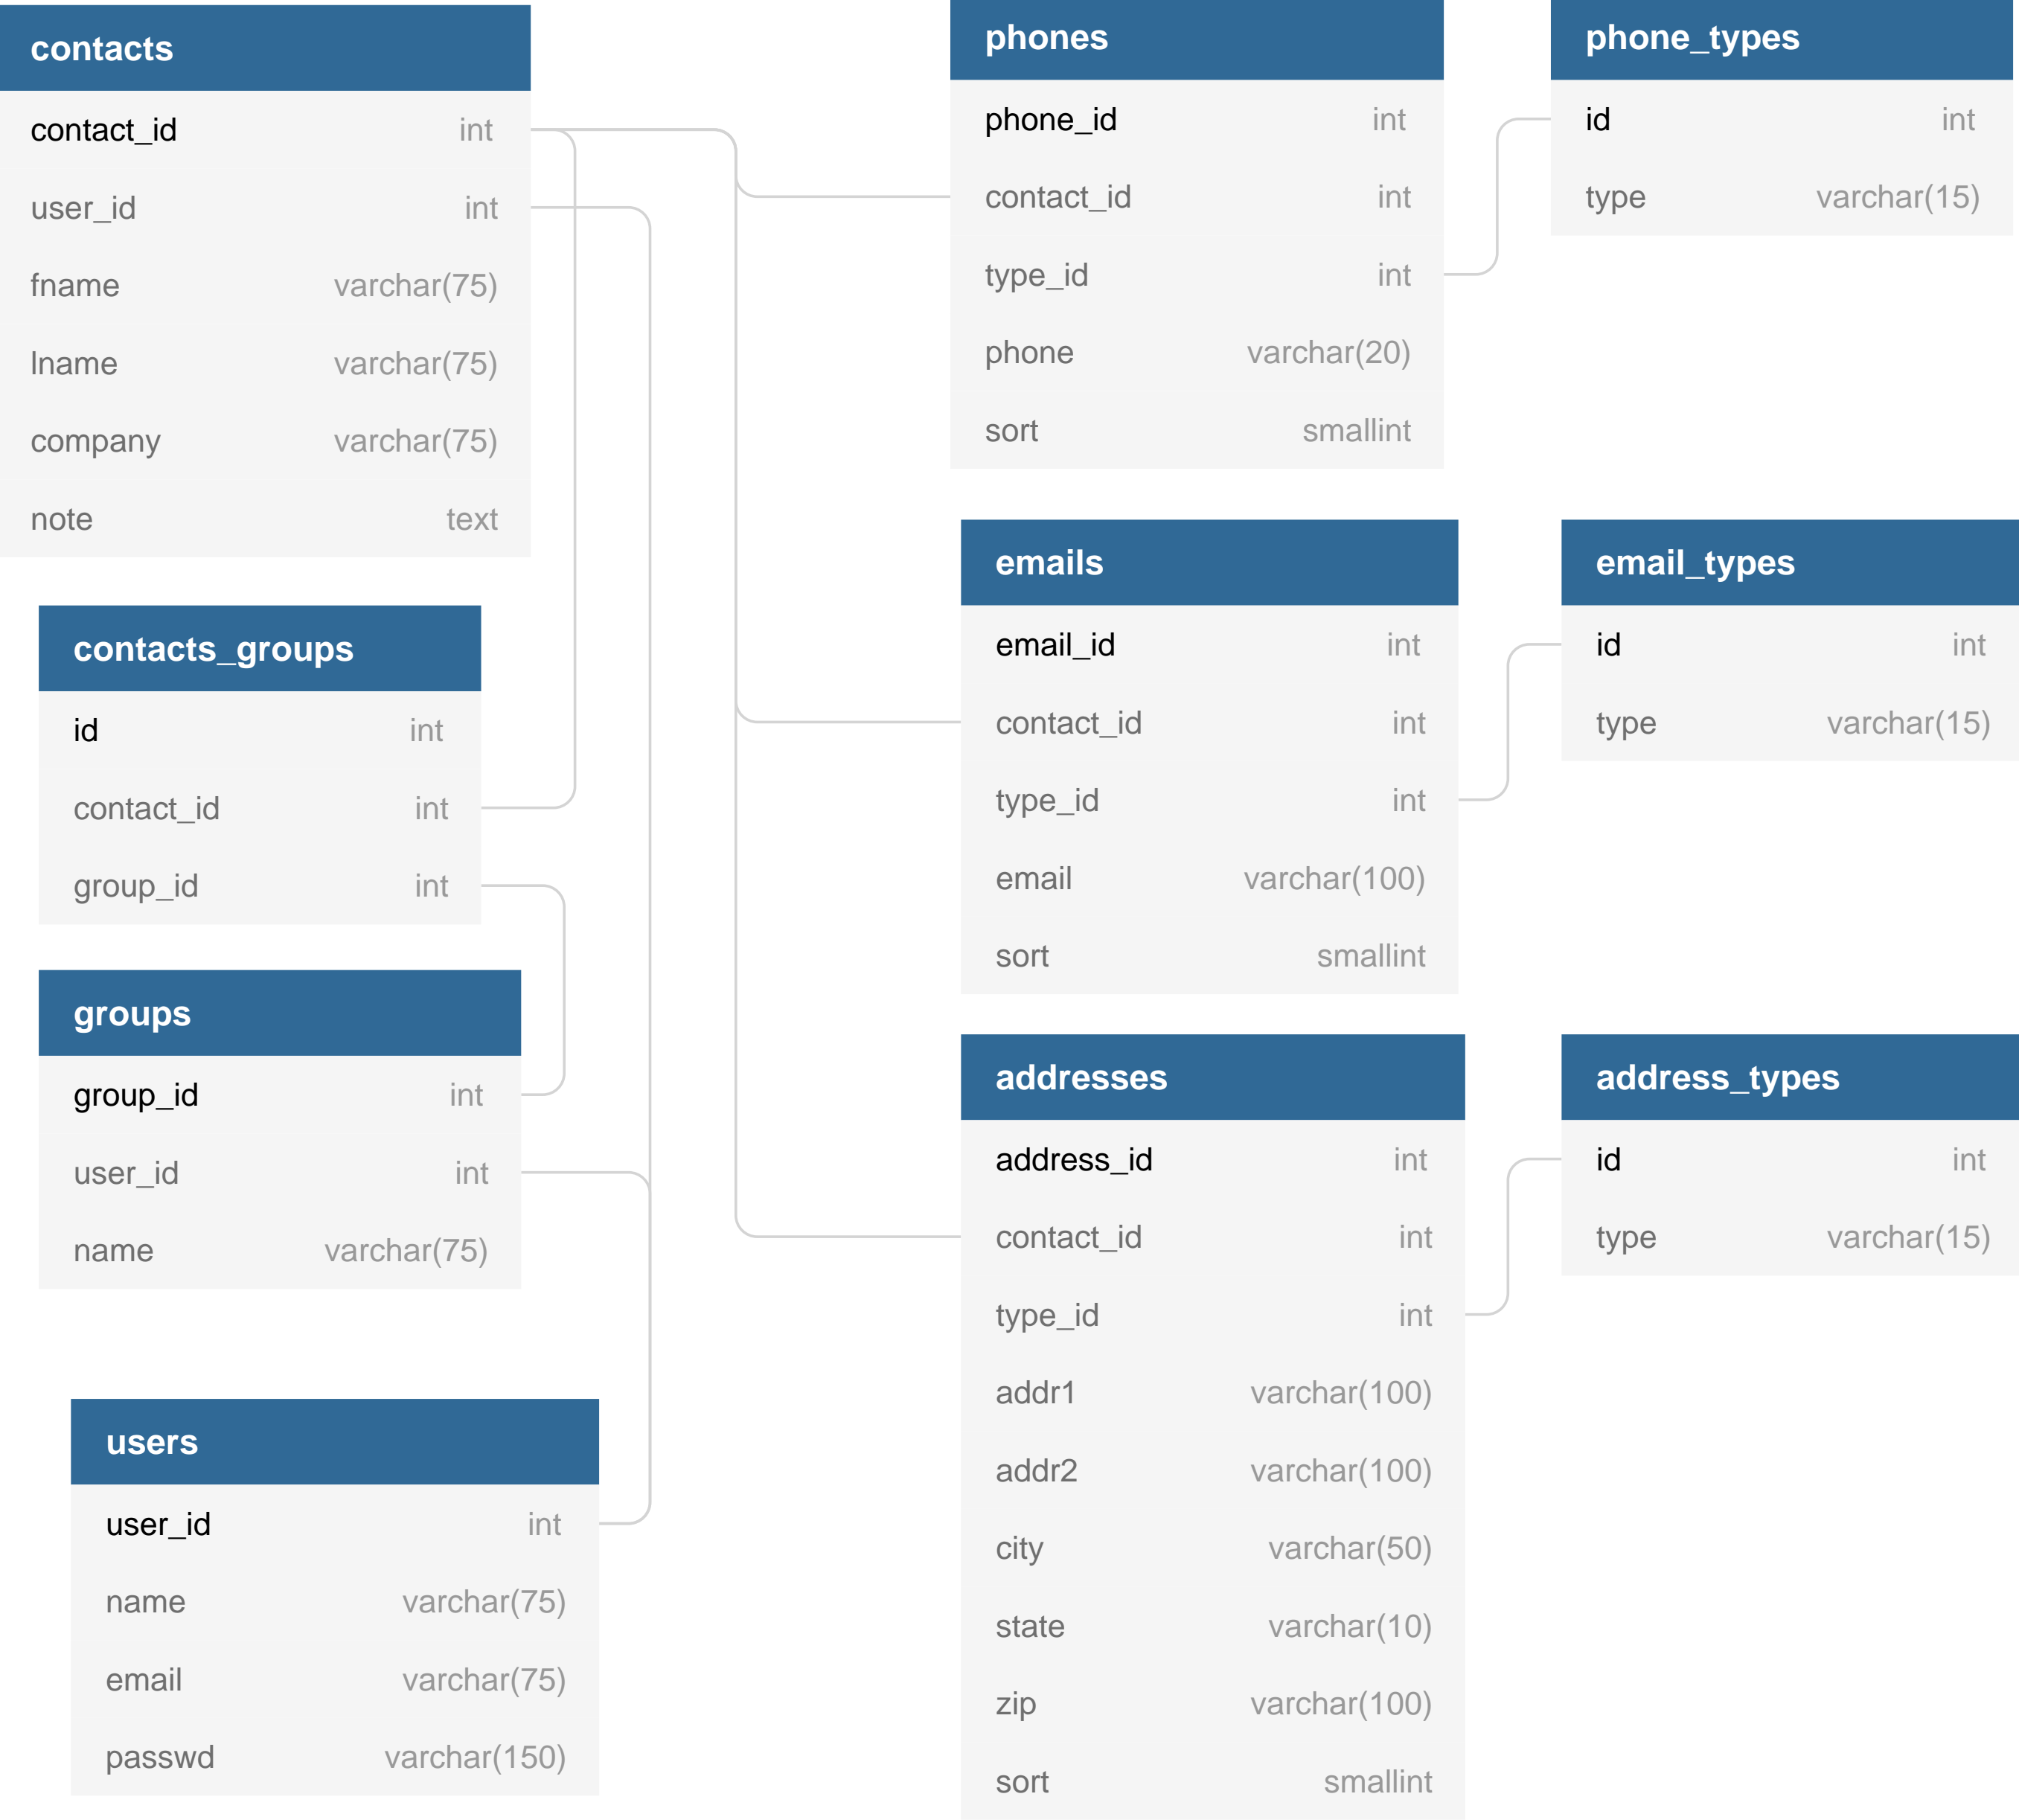 contacts
contact_id int
user_id int
fname varchar(75)
lname varchar(75)
company varchar(75)
note text
contacts_groups
id int
contact_id int
group_id int
groups
group_id int
user_id int
name varchar(75)
users
user_id int
name varchar(75)
email varchar(75)
passwd varchar(150)
phones
phone_id int
contact_id int
type_id int
phone varchar(20)
sort smallint
phone_types
id int
type varchar(15)
emails
email_id int
contact_id int
type_id int
email varchar(100)
sort smallint
email_types
id int
type varchar(15)
addresses
address_id int
contact_id int
type_id int
addr1 varchar(100)
addr2 varchar(100)
city varchar(50)
state varchar(10)
zip varchar(100)
sort smallint
address_types
id int
type varchar(15)